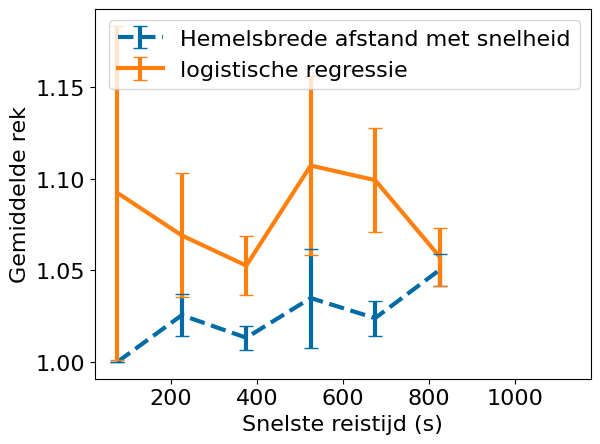 Hemelsbrede afstand met snelheid
logistische regressie
Gemiddelde rek
1.15
1.10
1.05
1.00
200 400 600 800 1000
Snelste reistijd (s)